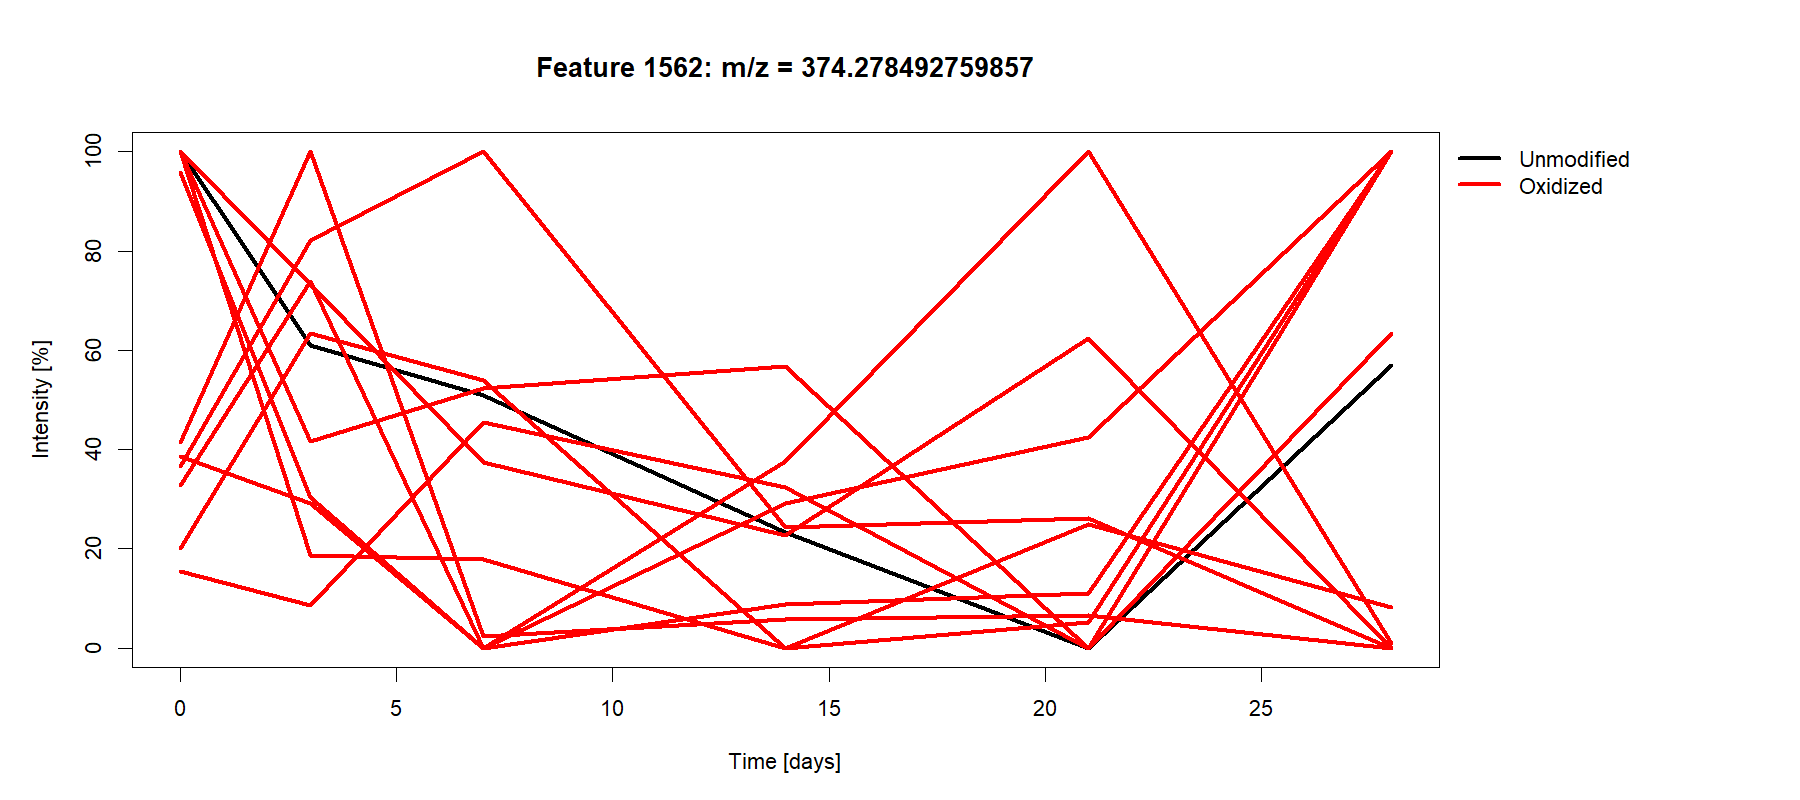 Feature 1562: m/z = 374.278492759857
Unmodified
Oxidized
Intensity [%]
100
80
60
40
20
0
0 5 10 15 20 25
Time [days]